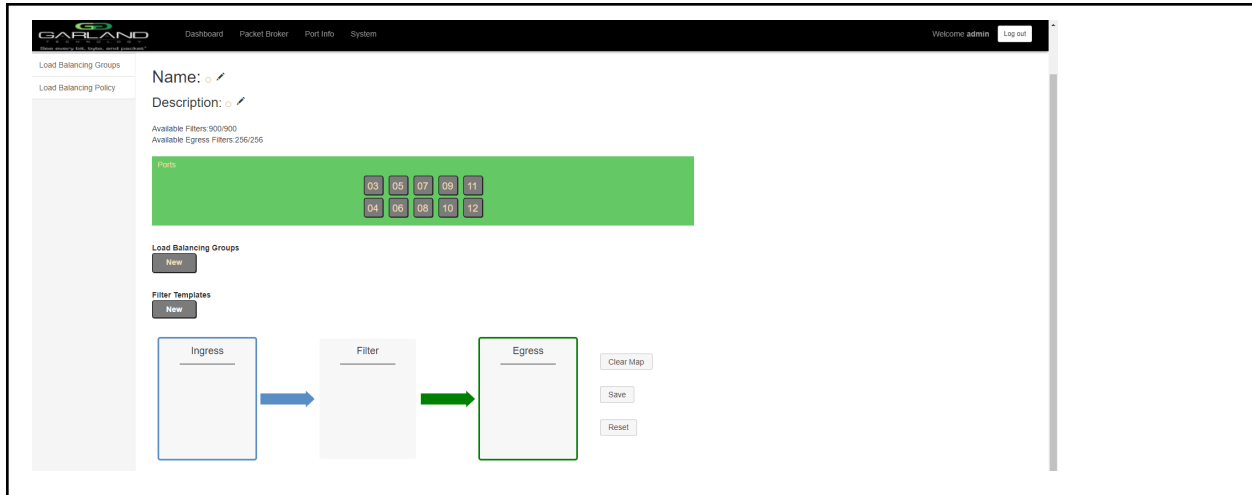 GARLAND
TECHNOLOGY
See every bit, byte, and packet®
Dashboard Packet Broker Port Info System
Welcome admin Log out
Load Balancing Groups
Load Balancing Policy
Name:
Description:
Available Filters:900/900
Available Egress Filters:256/256
Ports
03 05 07 09 11
04 06 08 10 12
Load Balancing Groups
New
Filter Templates
New
Ingress Filter Egress
Clear Map
Save
Reset